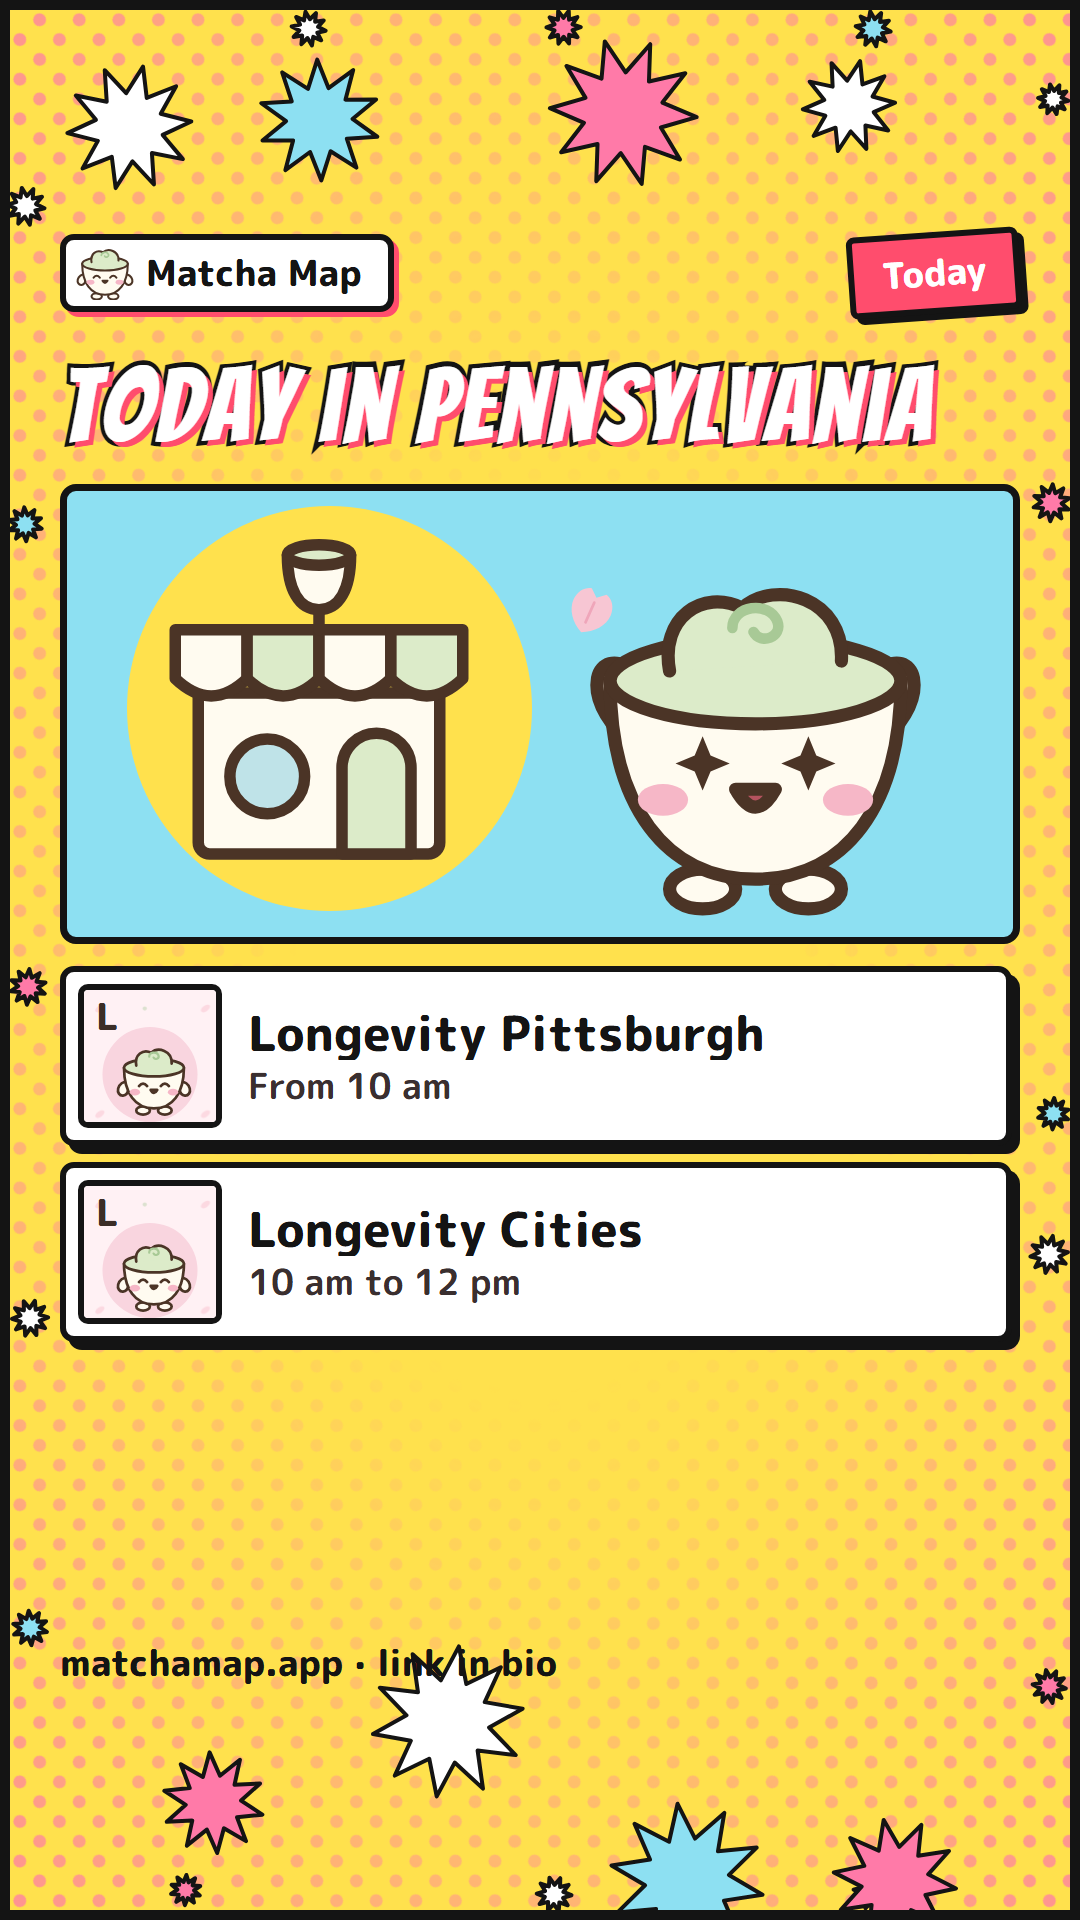 Matcha Map
Today
TODAY IN PENNSYLVANIA
L
Longevity Pittsburgh
From 10 am
L
Longevity Cities
10 am to 12 pm
matchamap.app · link in bio